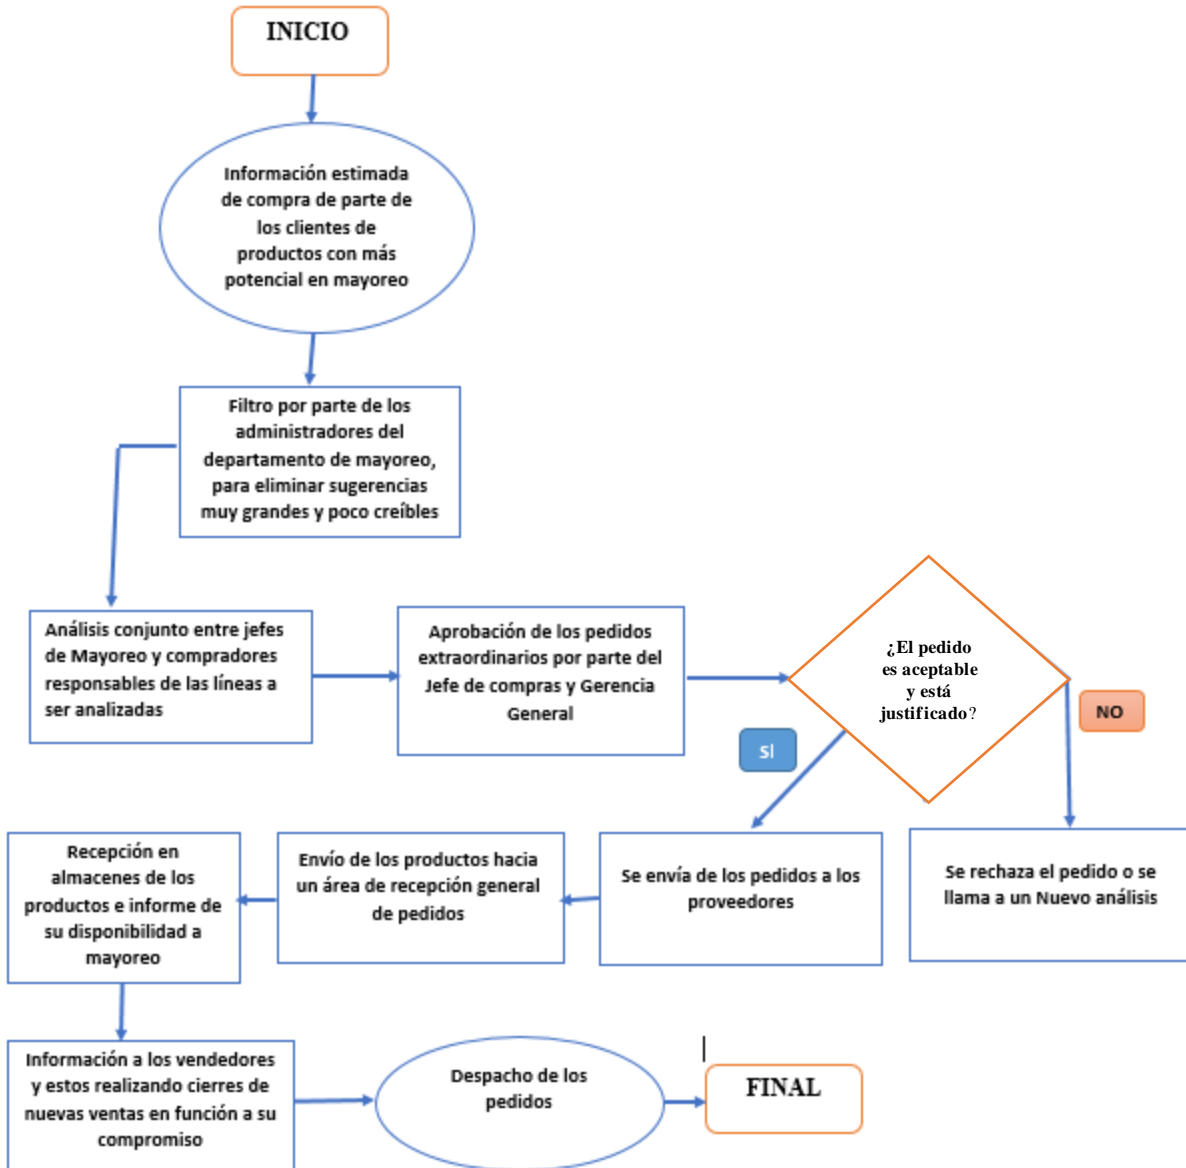 INICIO
Información estimada
de compra de parte de
los clientes de
productos con más
potencial en mayoreo
Filtro por parte de los
administradores del
departamento de mayoreo,
para eliminar sugerencias
muy grandes y poco creíbles
Análisis conjunto entre jefes
de Mayoreo y compradores
responsables de las líneas a
ser analizadas
Aprobación de los pedidos
extraordinarios por parte del
Jefe de compras y Gerencia
General
¿El pedido
es aceptable
y está
justificado?
NO
SI
Recepción en
almacenes de los
productos e informe de
su disponibilidad a
mayoreo
Envío de los productos hacia
un área de recepción general
de pedidos
Se envía de los pedidos a los
proveedores
Se rechaza el pedido o se
llama a un Nuevo análisis
Información a los vendedores
y estos realizando cierres de
nuevas ventas en función a su
compromiso
Despacho de los
pedidos
FINAL